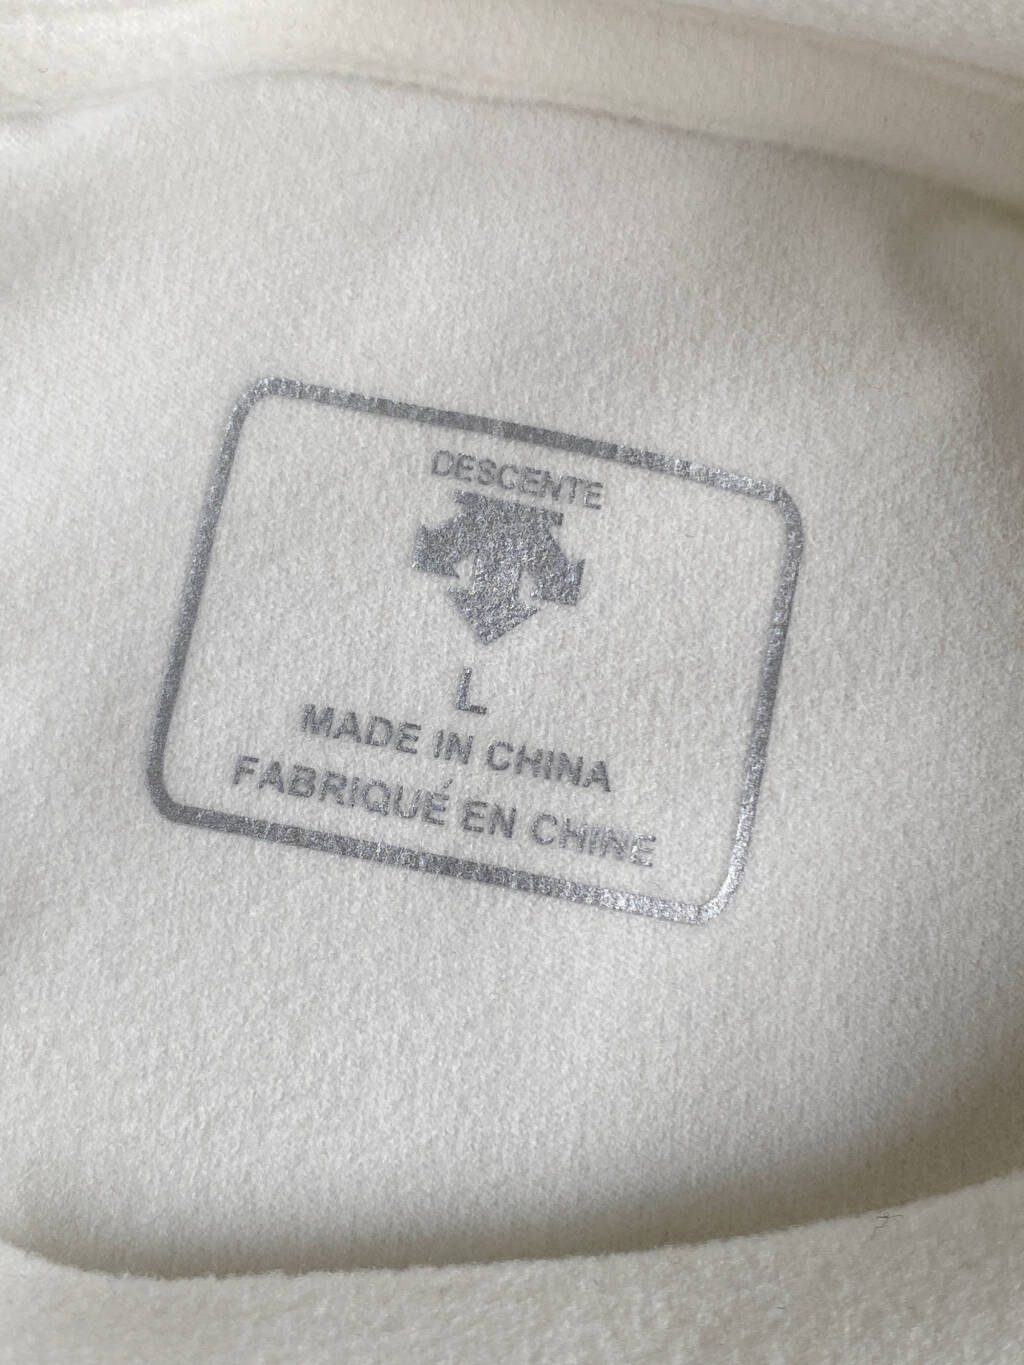 DESCENTE
L
MADE IN CHINA
FABRIQUÉ EN CHINE